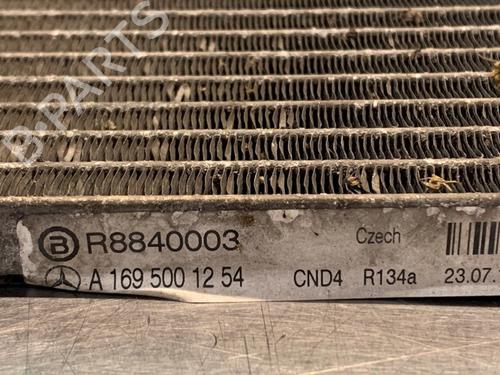 B-PARTS
B R8840003 Czech
A 169 500 12 54 CND4 R134a 23.07.